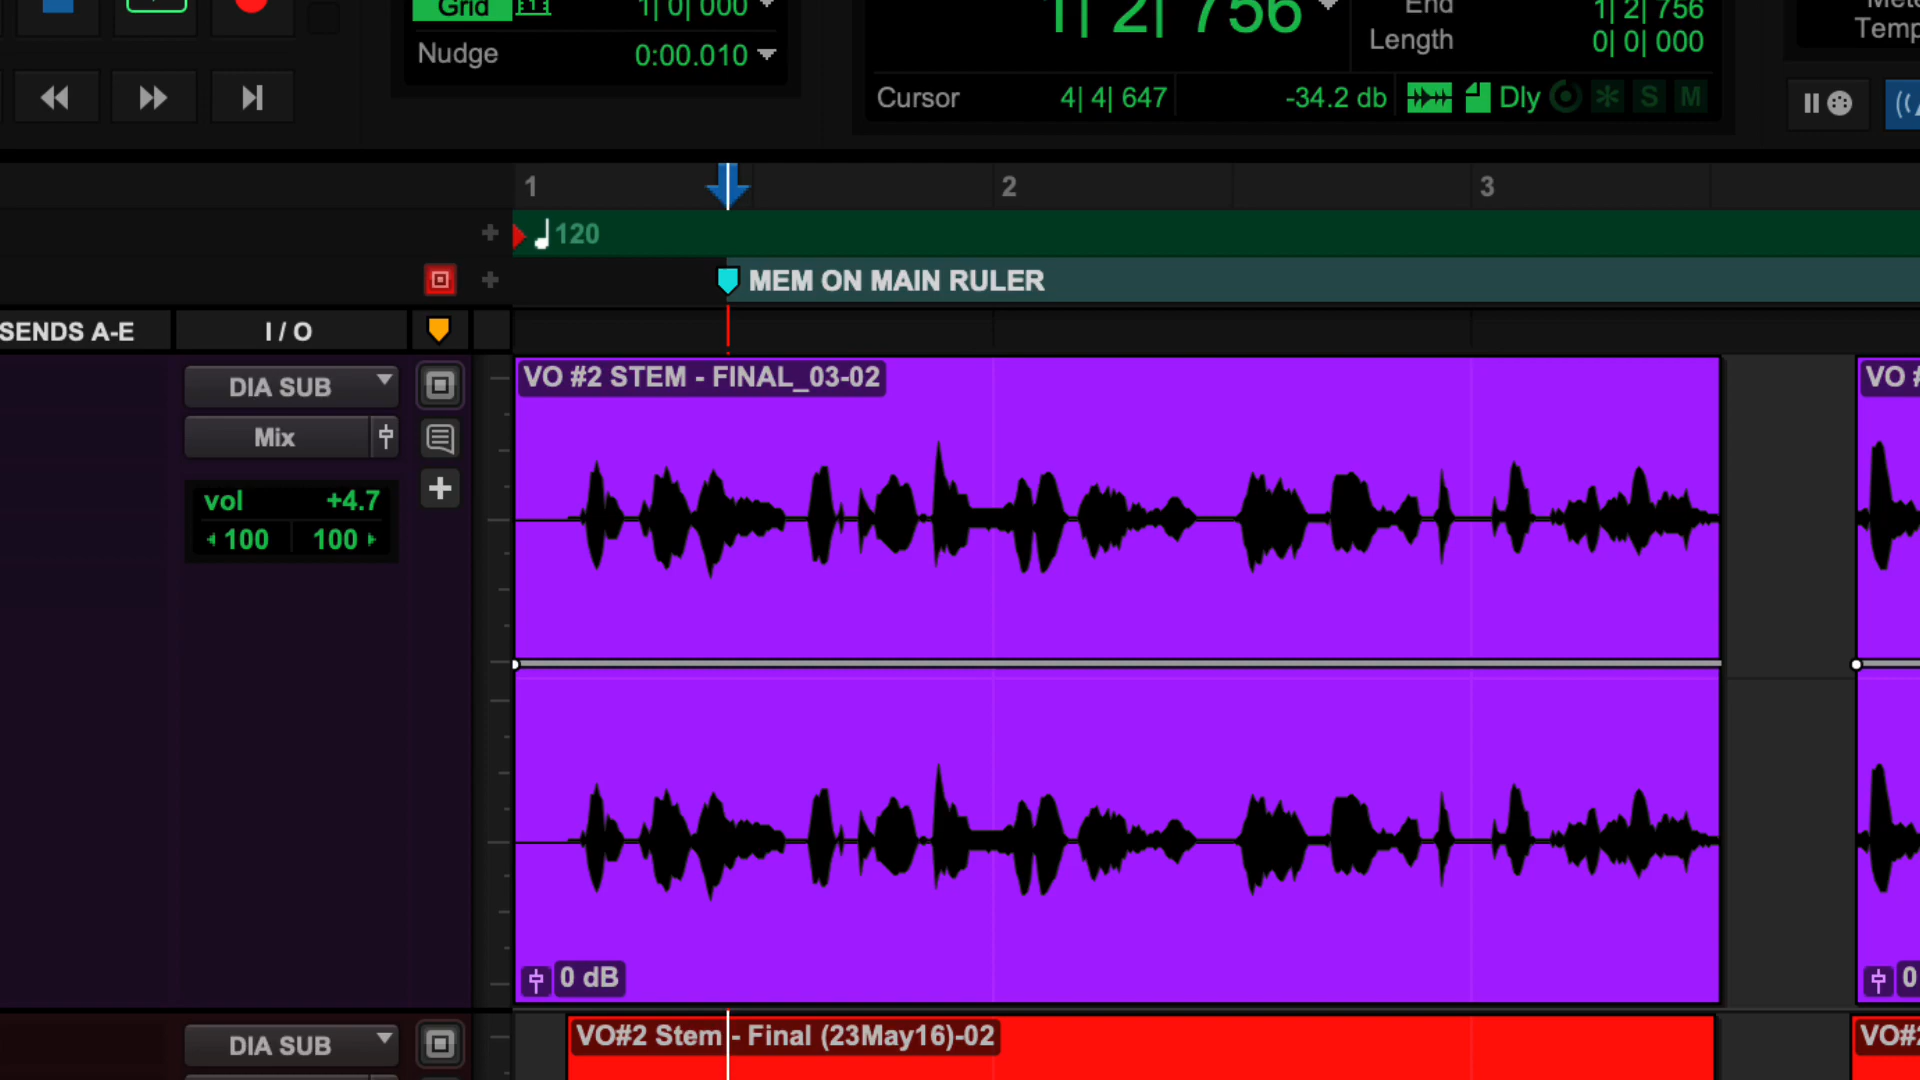 Grid 1| 0| 000
Nudge 0:00.010
1| 2| 756
End 1| 2| 756
Length 0| 0| 000
Cursor 4| 4| 647 -34.2 db Dly S M
1 2 3
120
MEM ON MAIN RULER
SENDS A-E I / O
DIA SUB
Mix
vol +4.7
100 100
VO #2 STEM - FINAL_03-02
VO #
0 dB
0
DIA SUB
VO#2 Stem - Final (23May16)-02
VO#2